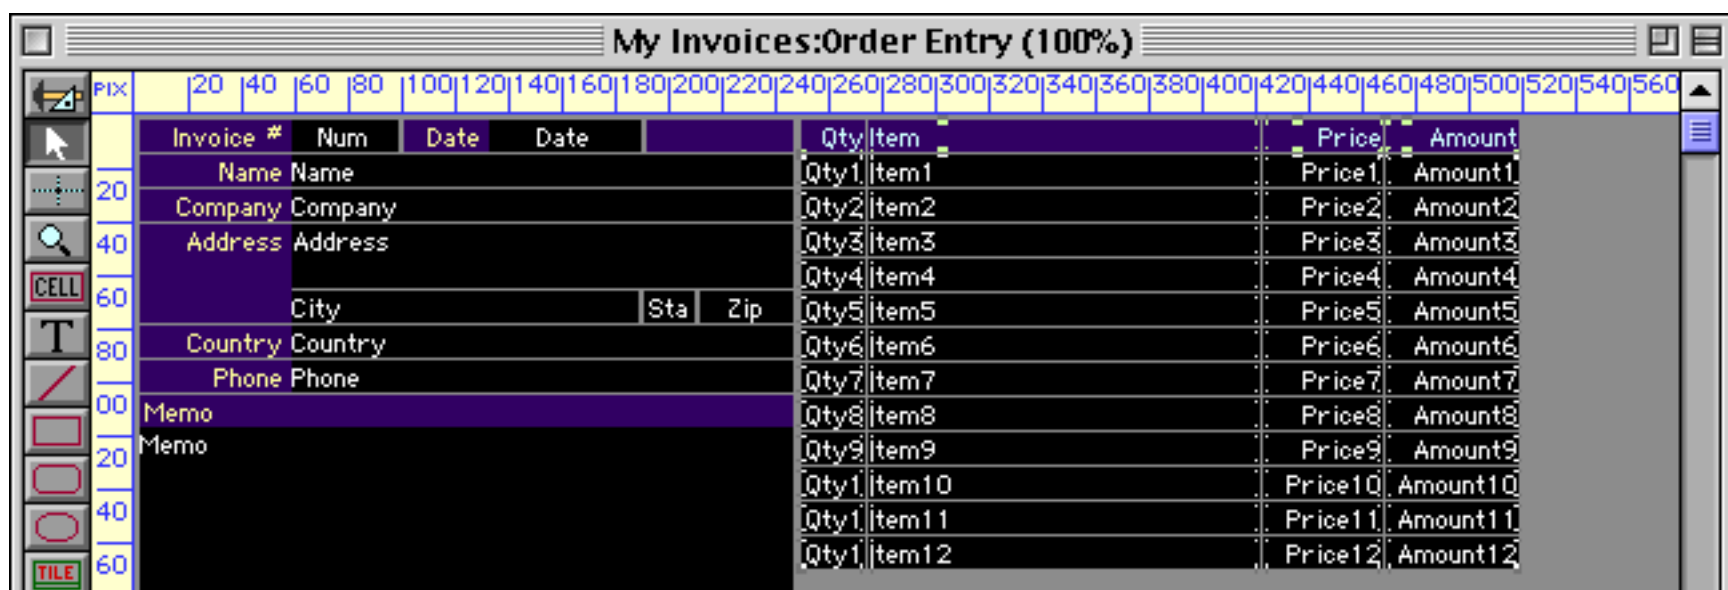 My Invoices:Order Entry (100%)
PIX 20 40 60 80 100 120 140 160 180 200 220 240 260 280 300 320 340 360 380 400 420 440 460 480 500 520 540 560
Invoice # Num Date Date Qty Item Price Amount
Name Name Qty1 Item1 Price1 Amount1
20 Company Company Qty2 Item2 Price2 Amount2
40 Address Address Qty3 Item3 Price3 Amount3
CELL Qty4 Item4 Price4 Amount4
60 City Sta Zip Qty5 Item5 Price5 Amount5
T 80 Country Country Qty6 Item6 Price6 Amount6
Phone Phone Qty7 Item7 Price7 Amount7
00 Memo Qty8 Item8 Price8 Amount8
20 Memo Qty9 Item9 Price9 Amount9
Qty1 Item10 Price10 Amount10
40 Qty1 Item11 Price11 Amount11
TILE 60 Qty1 Item12 Price12 Amount12